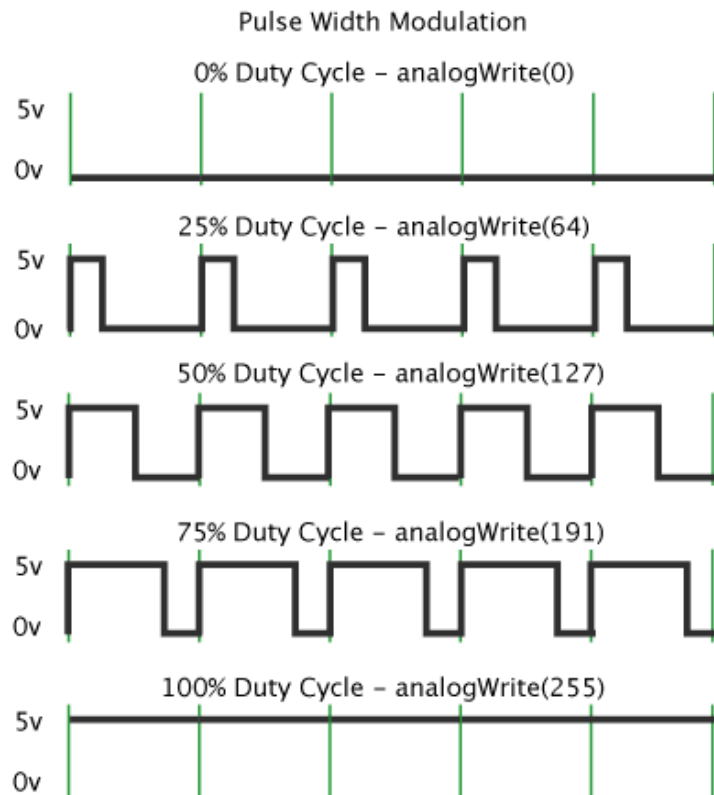 Pulse Width Modulation
0% Duty Cycle – analogWrite(0)
5v
0v
25% Duty Cycle – analogWrite(64)
5v
0v
50% Duty Cycle – analogWrite(127)
5v
0v
75% Duty Cycle – analogWrite(191)
5v
0v
100% Duty Cycle – analogWrite(255)
5v
0v